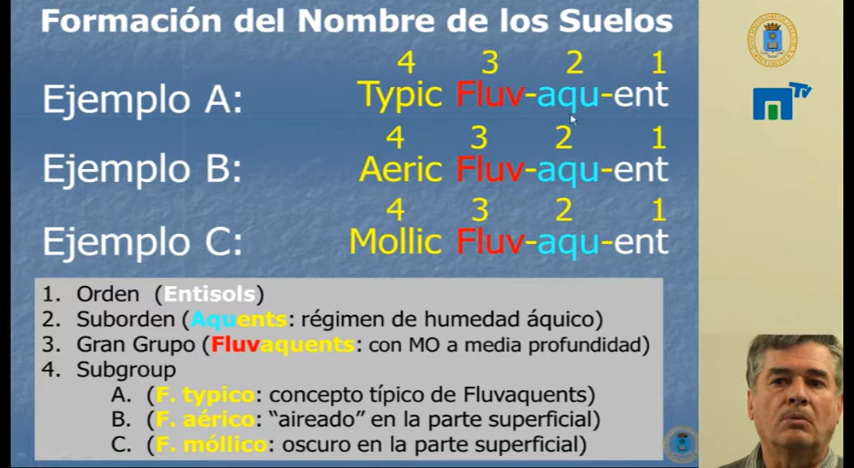 Formación del Nombre de los Suelos
4 3 2 1
Ejemplo A: Typic Fluv-aqu-ent
4 3 2 1
Ejemplo B: Aeric Fluv-aqu-ent
4 3 2 1
Ejemplo C: Mollic Fluv-aqu-ent
1. Orden (Entisols)
2. Suborden (Aquents: régimen de humedad áquico)
3. Gran Grupo (Fluvaquents: con MO a media profundidad)
4. Subgroup
A. (F. typico: concepto típico de Fluvaquents)
B. (F. aérico: “aireado” en la parte superficial)
C. (F. móllico: oscuro en la parte superficial)
TV